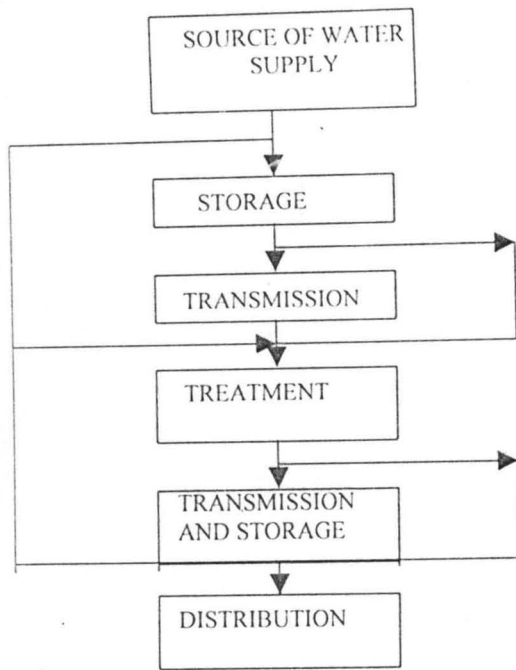 SOURCE OF WATER
SUPPLY
STORAGE
TRANSMISSION
TREATMENT
TRANSMISSION
AND STORAGE
DISTRIBUTION